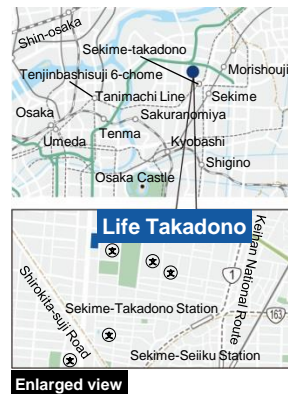 Shin-osaka
Sekime-takadono
Tenjinbashisuji 6-chome
Morishouji
Tanimachi Line
Sekime
Osaka
Sakuranomiya
Umeda
Tenma
Kyobashi
Shigino
Osaka Castle
Life Takadono
Keihan National Route
1
Shirokita-suji Road
Sekime-Takadono Station
163
Sekime-Seiiku Station
Enlarged view